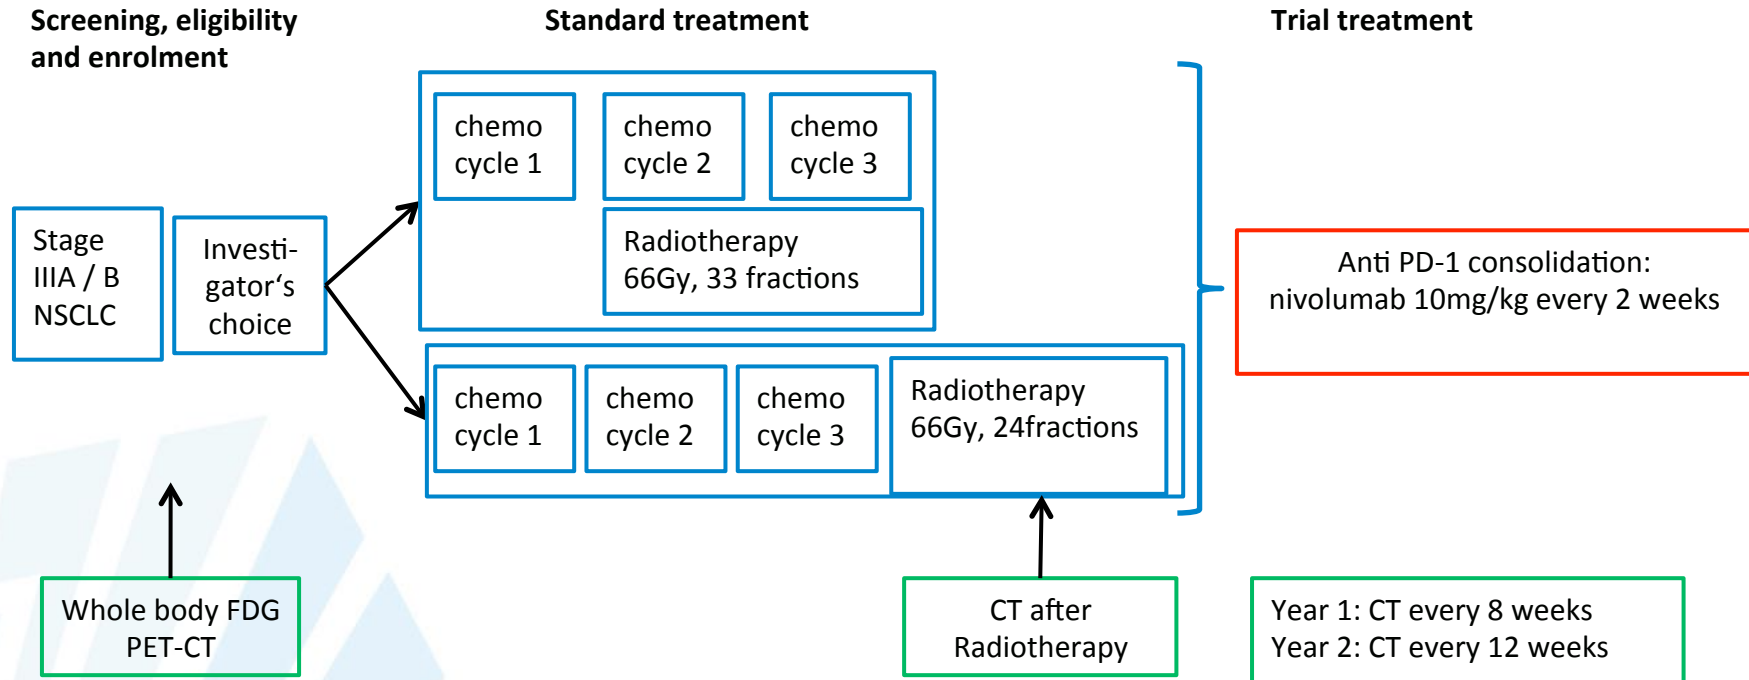 Screening, eligibility
and enrolment
Standard treatment
Trial treatment
chemo
cycle 1
chemo
cycle 2
chemo
cycle 3
Radiotherapy
66Gy, 33 fractions
Stage
IIIA / B
NSCLC
Investi-
gator‘s
choice
chemo
cycle 1
chemo
cycle 2
chemo
cycle 3
Radiotherapy
66Gy, 24fractions
Anti PD-1 consolidation:
nivolumab 10mg/kg every 2 weeks
Whole body FDG
PET-CT
CT after
Radiotherapy
Year 1: CT every 8 weeks
Year 2: CT every 12 weeks